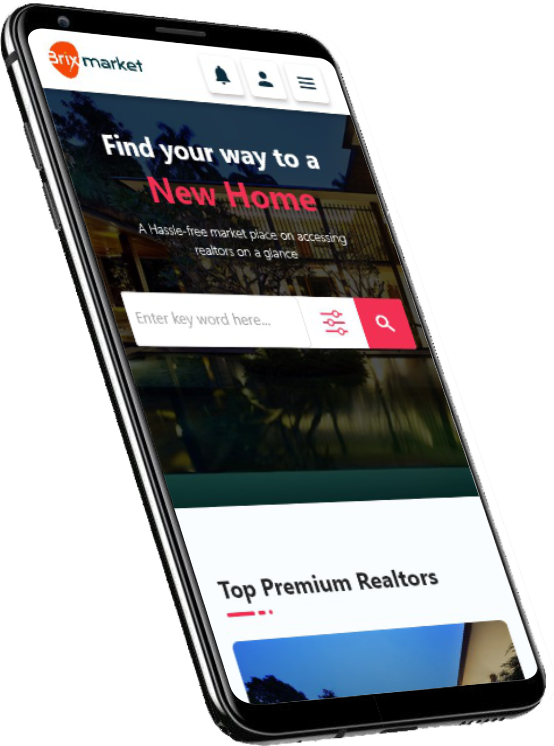 Brixmarket
Find your way to a
New Home
A Hassle-free market place on accessing
realtors on a glance
Enter key word here...
Top Premium Realtors